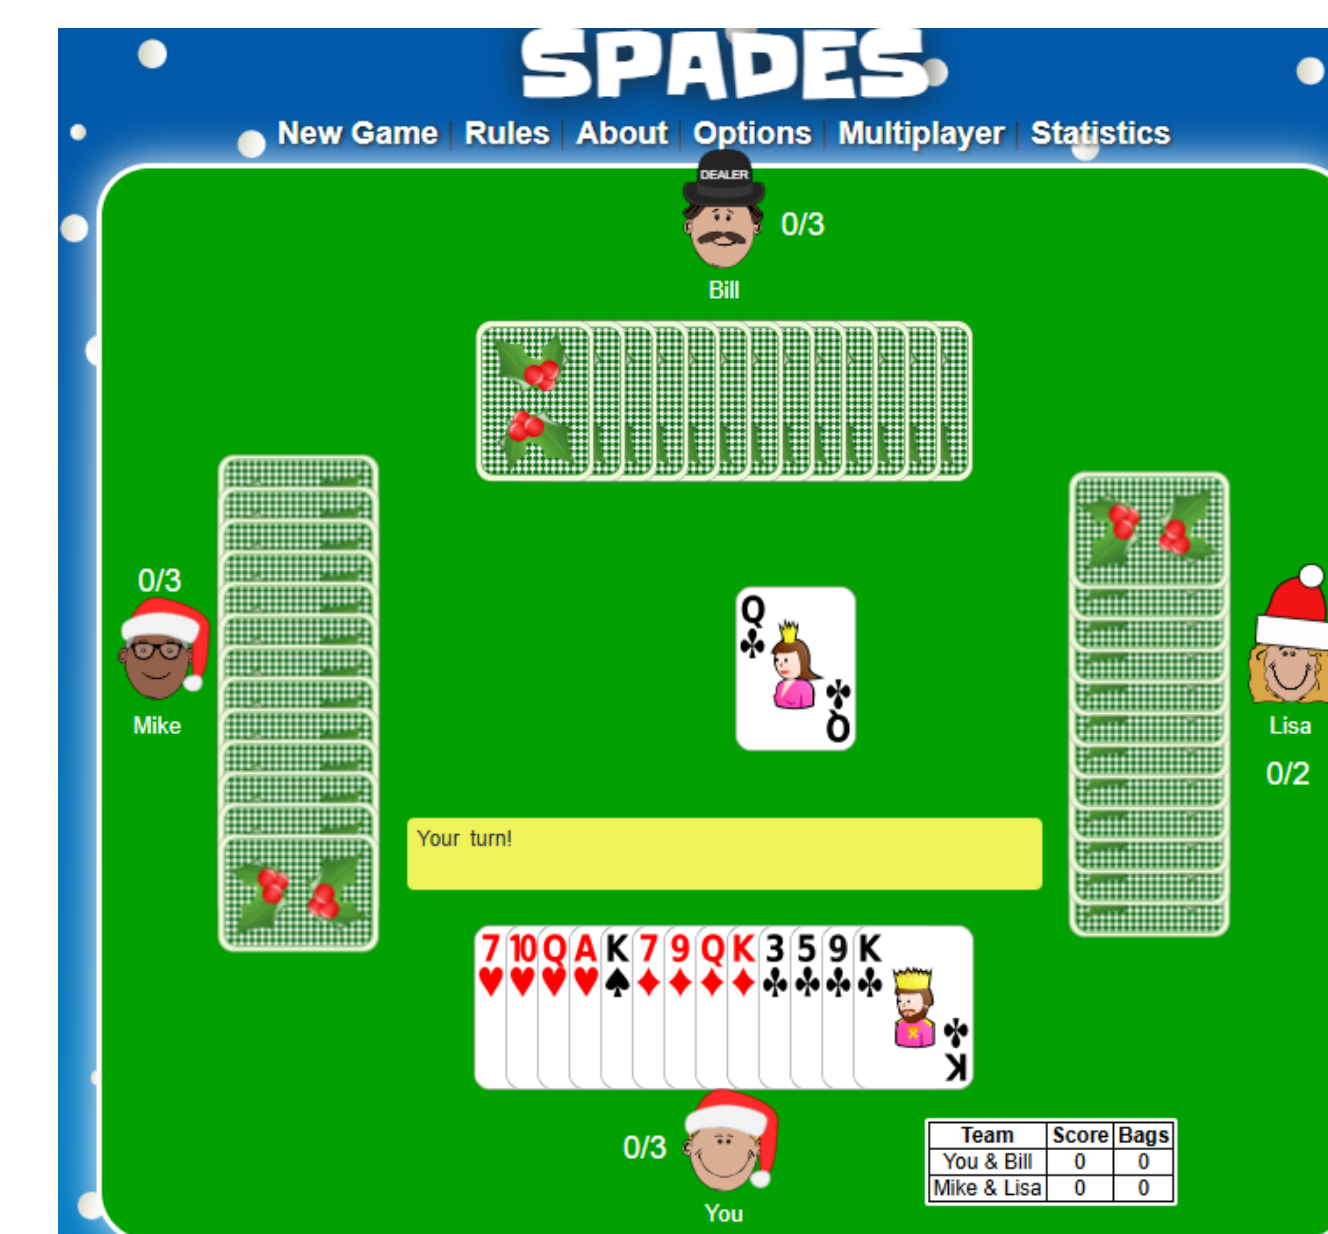 SPADES
New Game | Rules | About | Options | Multiplayer | Statistics
DEALER
0/3
Bill
0/3
Mike
Q
Q
Lisa
0/2
Your turn!
7 10 Q A K 7 9 Q K 3 5 9 K
K
0/3
You
Team Score Bags
You & Bill 0 0
Mike & Lisa 0 0